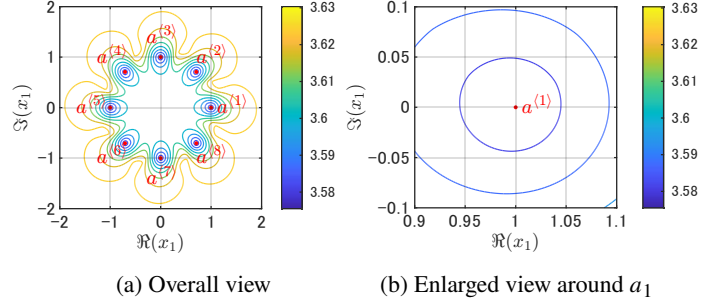 2
1
0
-1
-2
ℑ(x₁)
-2 -1 0 1 2
ℜ(x₁)
a⟨1⟩
a⟨2⟩
a⟨3⟩
a⟨4⟩
a⟨5⟩
a⟨6⟩
a⟨7⟩
a⟨8⟩
3.63
3.62
3.61
3.6
3.59
3.58
0.1
0.05
0
-0.05
-0.1
ℑ(x₁)
0.9 0.95 1 1.05 1.1
ℜ(x₁)
a⟨1⟩
3.63
3.62
3.61
3.6
3.59
3.58
(a) Overall view
(b) Enlarged view around a₁